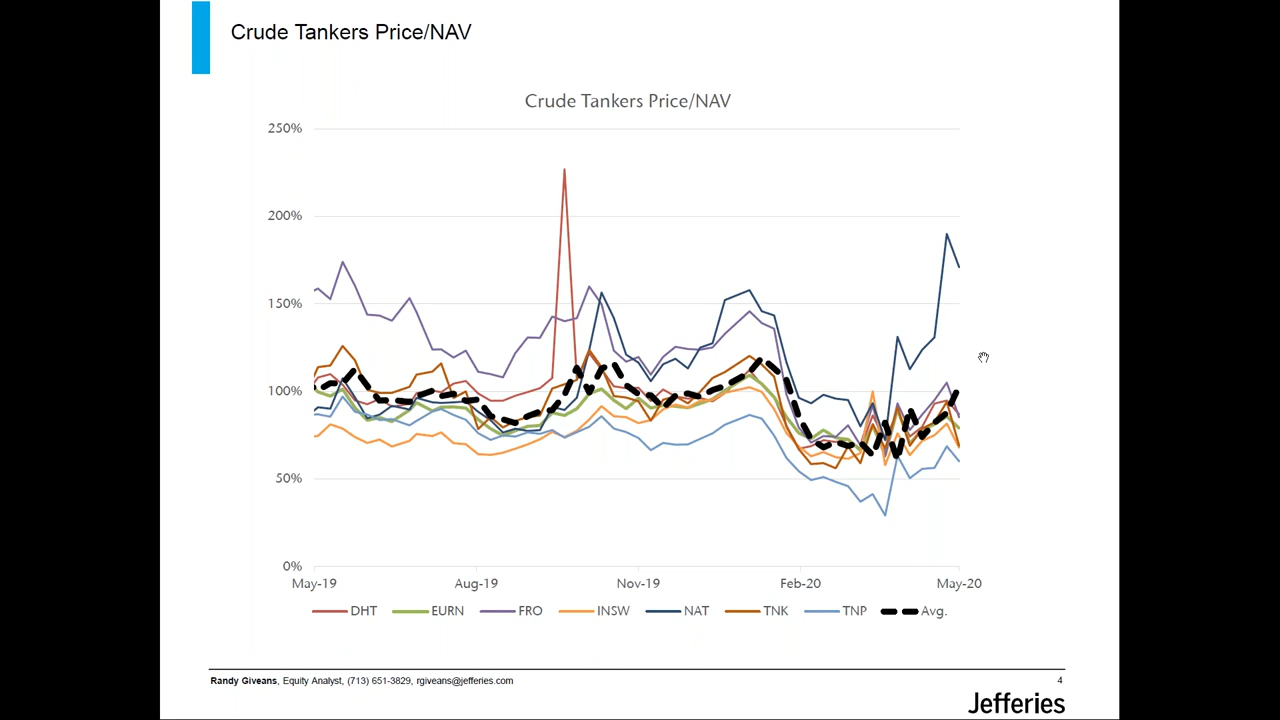 Crude Tankers Price/NAV
Crude Tankers Price/NAV
250%
200%
150%
100%
50%
0%
May-19 Aug-19 Nov-19 Feb-20 May-20
DHT EURN FRO INSW NAT TNK TNP Avg.
Randy Giveans, Equity Analyst, (713) 651-3829, rgiveans@jefferies.com 4
Jefferies